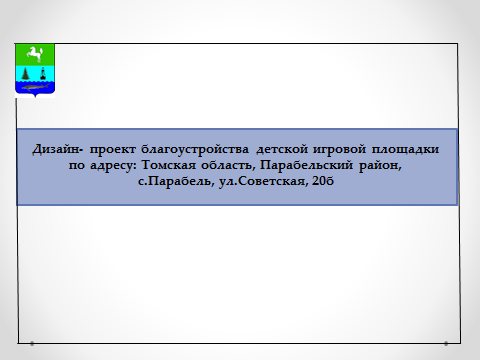 Дизайн- проект благоустройства детской игровой площадки
по адресу: Томская область, Парабельский район,
с.Парабель, ул.Советская, 20б